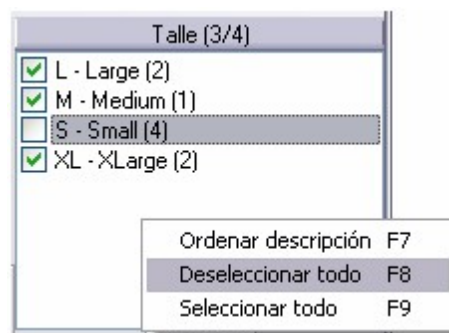 Talle (3/4)
L - Large (2)
M - Medium (1)
S - Small (4)
XL - XLarge (2)
Ordenar descripción F7
Deseleccionar todo F8
Seleccionar todo F9